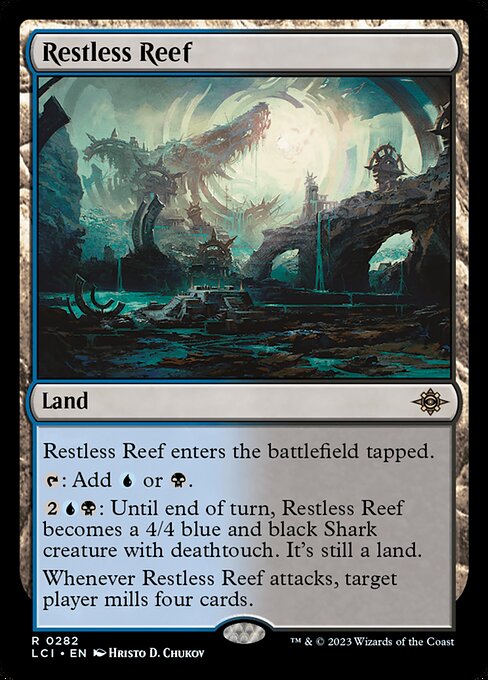 Restless Reef
Land
Restless Reef enters the battlefield tapped.
: Add or .
2 : Until end of turn, Restless Reef
becomes a 4/4 blue and black Shark
creature with deathtouch. It's still a land.
Whenever Restless Reef attacks, target
player mills four cards.
R 0282
LCI • EN Hristo D. Chukov
™ & © 2023 Wizards of the Coast